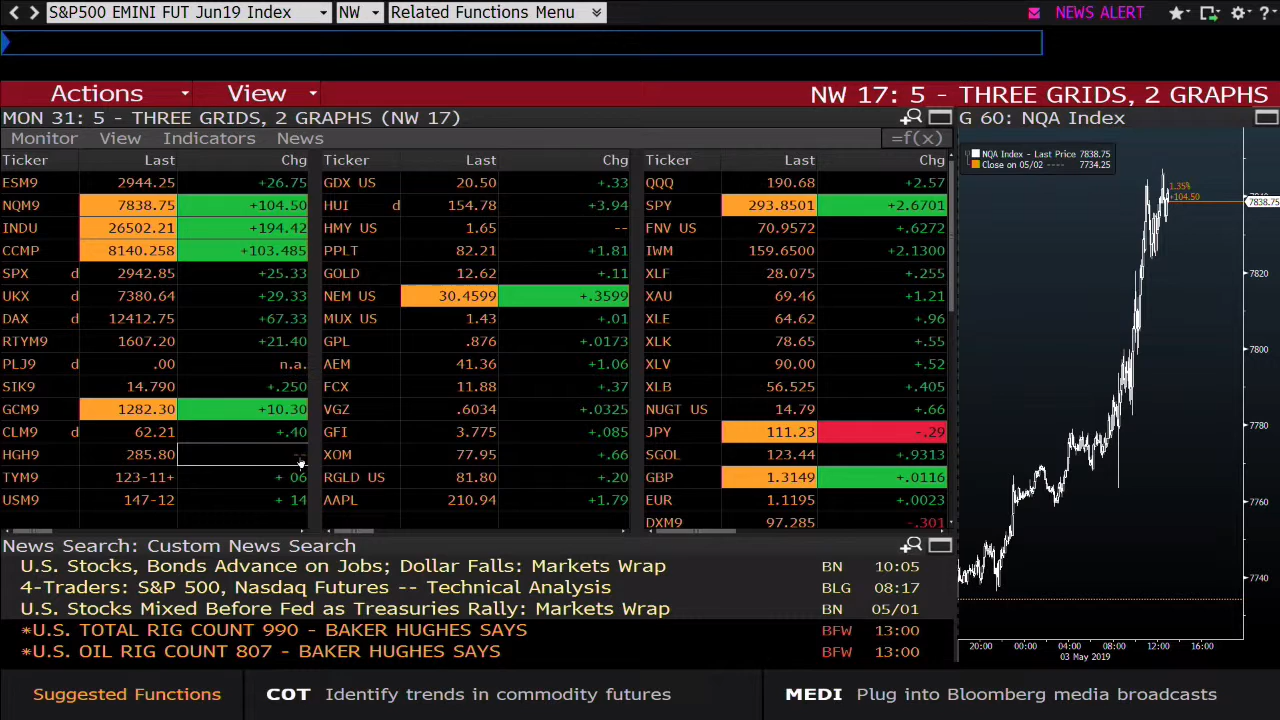 S&P500 EMINI FUT Jun19 Index NW Related Functions Menu NEWS ALERT ?
Actions View NW 17: 5 - THREE GRIDS, 2 GRAPHS
MON 31: 5 - THREE GRIDS, 2 GRAPHS (NW 17)
G 60: NQA Index
Monitor View Indicators News =f(x)
Ticker Last Chg Ticker Last Chg Ticker Last Chg
ESM9 2944.25 +26.75 GDX US 20.50 +.33 QQQ 190.68 +2.57
NQM9 7838.75 +104.50 HUI d 154.78 +3.94 SPY 293.8501 +2.6701
INDU 26502.21 +194.42 HMY US 1.65 -- FNV US 70.9572 +.6272
CCMP 8140.258 +103.485 PPLT 82.21 +1.81 IWM 159.6500 +2.1300
SPX d 2942.85 +25.33 GOLD 12.62 +.11 XLF 28.075 +.255
UKX d 7380.64 +29.33 NEM US 30.4599 +.3599 XAU 69.46 +1.21
DAX d 12412.75 +67.33 MUX US 1.43 +.01 XLE 64.62 +.96
RTYM9 1607.20 +21.40 GPL .876 +.0173 XLK 78.65 +.55
PLJ9 d .00 n.a. AEM 41.36 +1.06 XLV 90.00 +.52
SIK9 14.790 +.250 FCX 11.88 +.37 XLB 56.525 +.405
GCM9 1282.30 +10.30 VGZ .6034 +.0325 NUGT US 14.79 +.66
CLM9 d 62.21 +.40 GFI 3.775 +.085 JPY 111.23 -.29
HGH9 285.80 -- XOM 77.95 +.66 SGOL 123.44 +.9313
TYM9 123-11+ + 06 RGLD US 81.80 +.20 GBP 1.3149 +.0116
USM9 147-12 + 14 AAPL 210.94 +1.79 EUR 1.1195 +.0023
DXM9 97.285 -.301
NQA Index - Last Price 7838.75
Close on 05/02 ---- 7734.25
1.35%
+104.50
7840
7838.75
7820
7800
7780
7760
7740
20:00 00:00 04:00 08:00 12:00 16:00
03 May 2019
News Search: Custom News Search
U.S. Stocks, Bonds Advance on Jobs; Dollar Falls: Markets Wrap BN 10:05
4-Traders: S&P 500, Nasdaq Futures -- Technical Analysis BLG 08:17
U.S. Stocks Mixed Before Fed as Treasuries Rally: Markets Wrap BN 05/01
*U.S. TOTAL RIG COUNT 990 - BAKER HUGHES SAYS BFW 13:00
*U.S. OIL RIG COUNT 807 - BAKER HUGHES SAYS BFW 13:00
Suggested Functions COT Identify trends in commodity futures MEDI Plug into Bloomberg media broadcasts